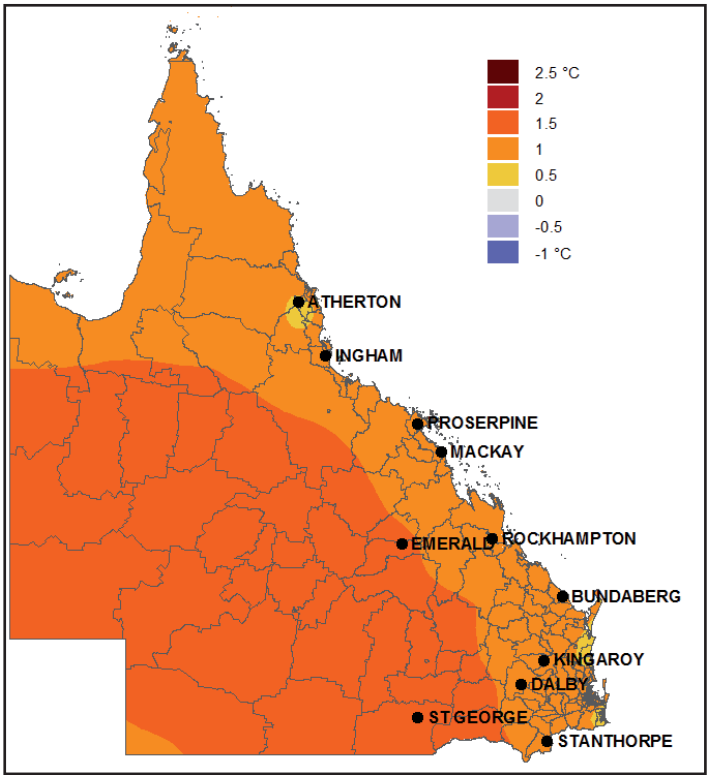 2.5 °C
2
1.5
1
0.5
0
-0.5
-1 °C
ATHERTON
INGHAM
PROSERPINE
MACKAY
ROCKHAMPTON
EMERALD
BUNDABERG
KINGAROY
DALBY
ST GEORGE
STANTHORPE